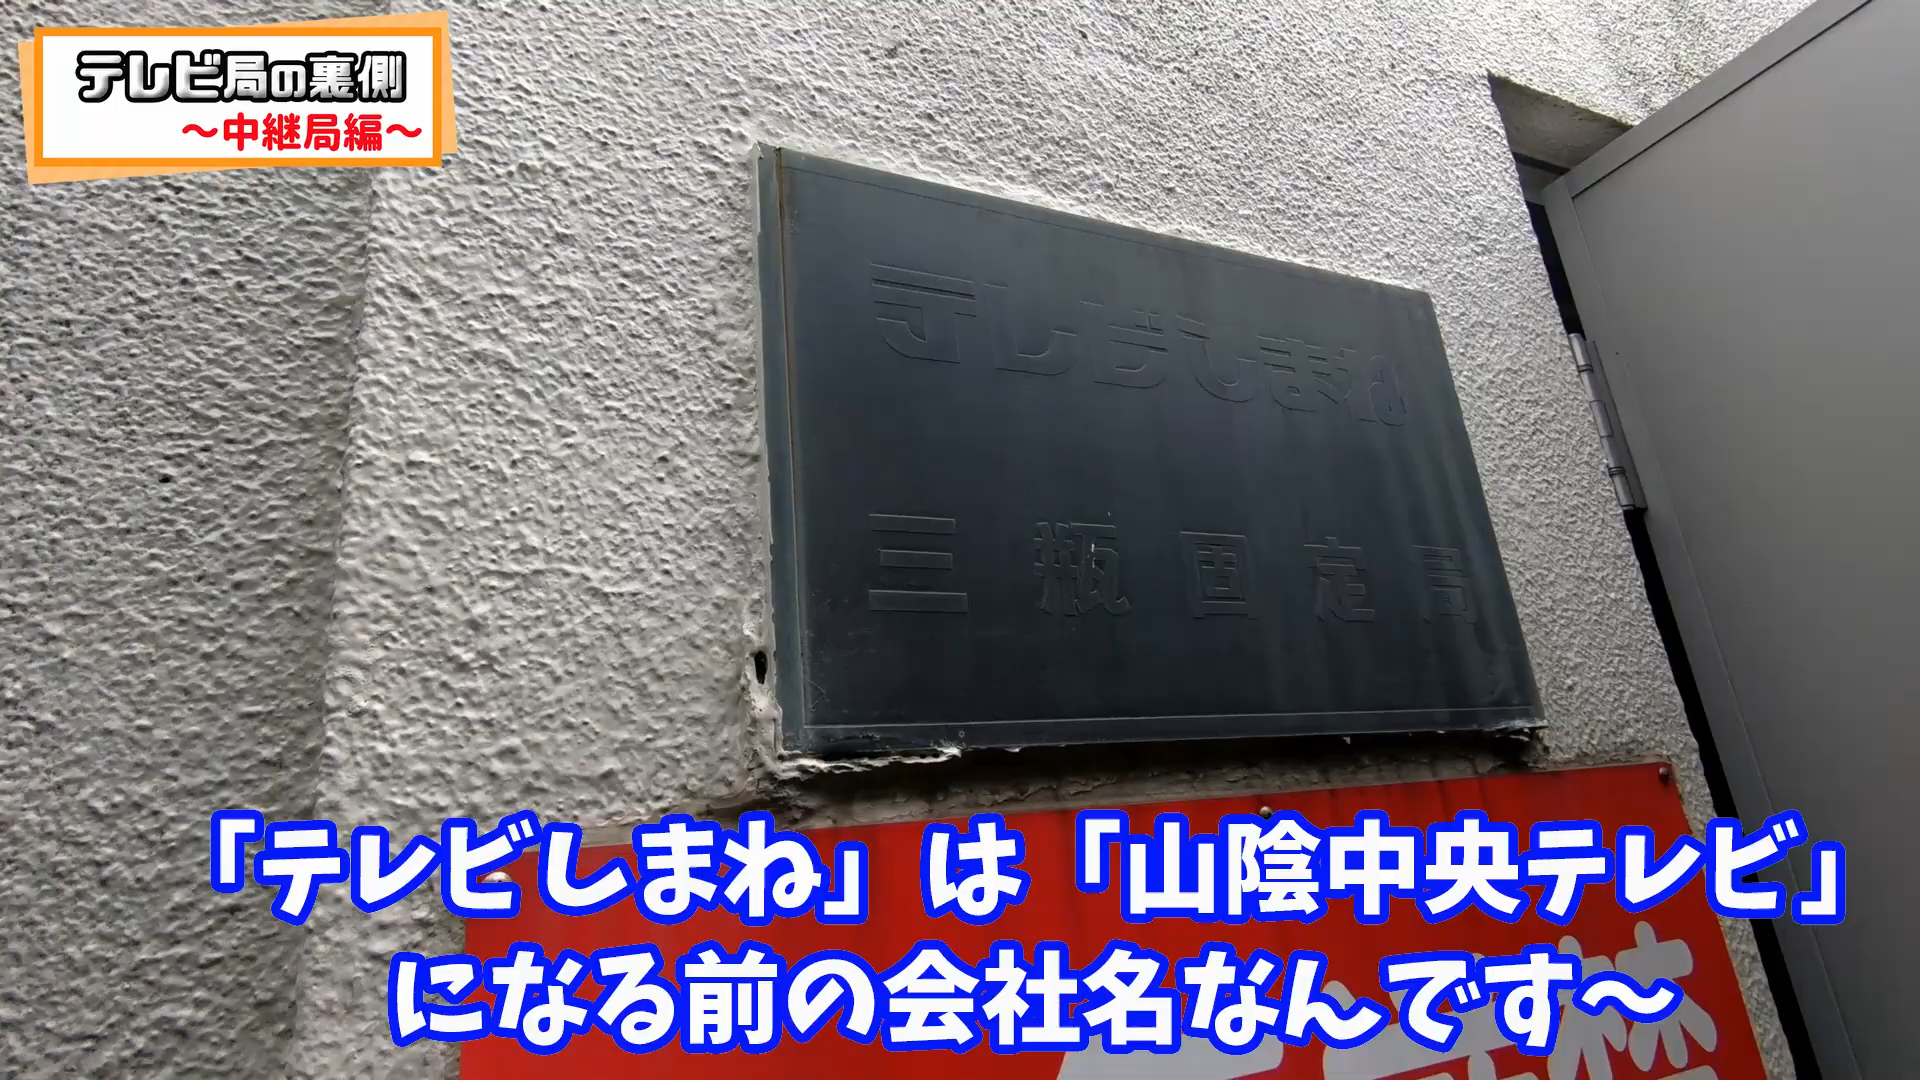 テレビ局の裏側
～中継局編～
テレビしまね
三瓶固定局
「テレビしまね」は「山陰中央テレビ」
になる前の会社名なんです～